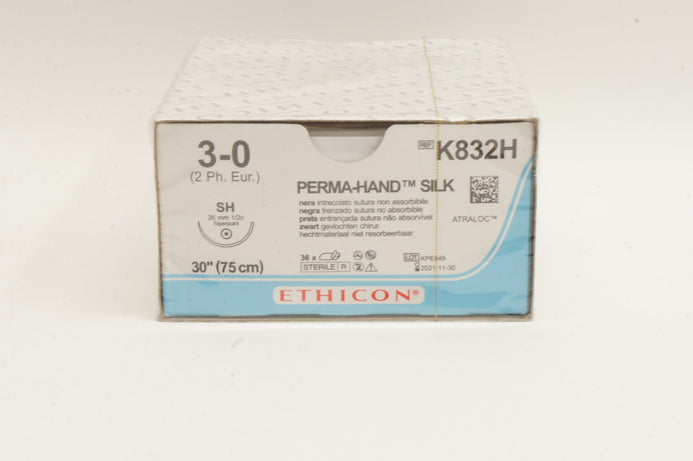 3-0
(2 Ph. Eur.)
REF K832H
PERMA-HAND™ SILK
SH
26 mm 1/2c
Taperpoint
nera intrecciato sutura non assorbibile
negra trenzado sutura no absorbible
preta entrançada sutura não absorvível
zwart gevlochten chirur.
hechtmateriaal niet resorbeerbaar
ATRALOC™
30" (75 cm)
36 x
STERILE R
2
LOT KPE949
2021-11-30
ETHICON®